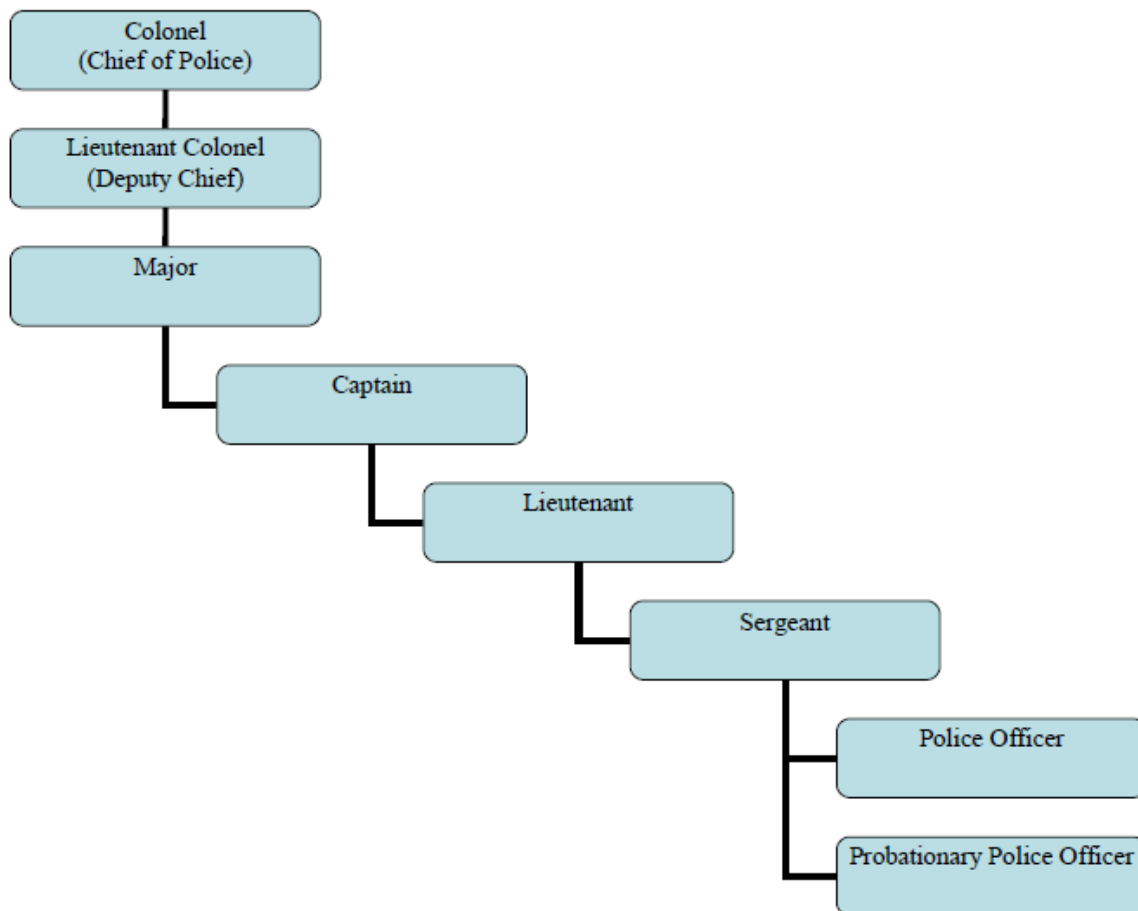 Colonel
(Chief of Police)
Lieutenant Colonel
(Deputy Chief)
Major
Captain
Lieutenant
Sergeant
Police Officer
Probationary Police Officer